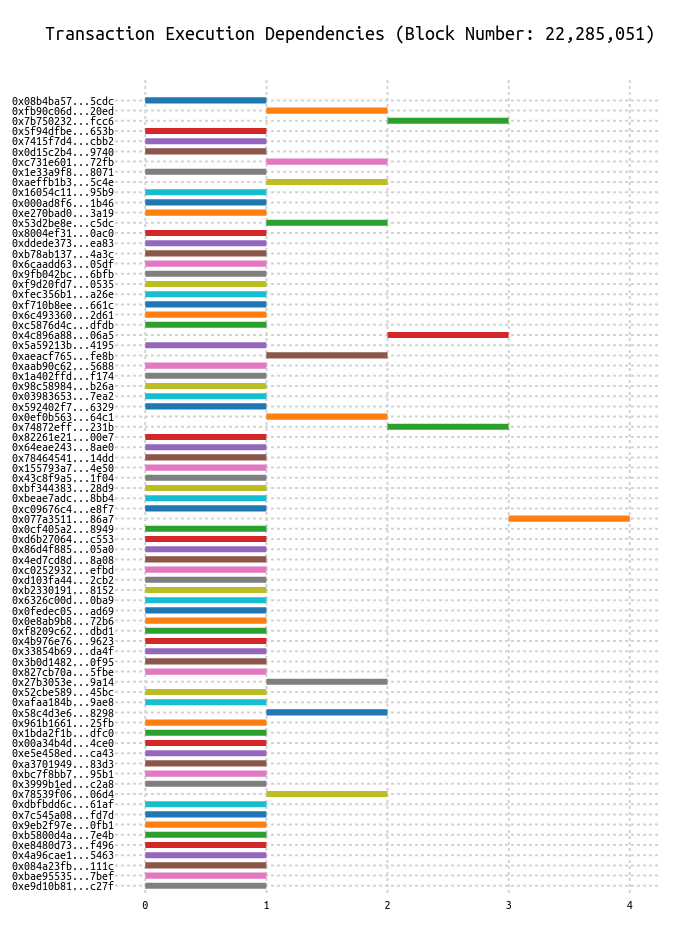 Transaction Execution Dependencies (Block Number: 22,285,051)
0x08b4ba57...5cdc
0xfb90c06d...20ed
0x7b750232...fcc6
0x5f94dfbe...653b
0x7415f7d4...cbb2
0x0d15c2b4...9740
0xc731e601...72fb
0x1e33a9f8...8071
0xaeffb1b3...5c4e
0x16054c11...95b9
0x000ad8f6...1b46
0xe270bad0...3a19
0x53d2be8e...c5dc
0x8004ef31...0ac0
0xddede373...ea83
0xb78ab137...4a3c
0x6caadd63...05df
0x9fb042bc...6bfb
0xf9d20fd7...0535
0xfec356b1...a26e
0xf710b8ee...661c
0x6c493360...2d61
0xc5876d4c...dfdb
0x4c896a88...06a5
0x5a59213b...4195
0xaeacf765...fe8b
0xaab90c62...5688
0x1a402ffd...f174
0x98c58984...b26a
0x03983653...7ea2
0x592402f7...6329
0x0ef0b563...64c1
0x74872eff...231b
0x82261e21...00e7
0x64eae243...8ae0
0x78464541...14dd
0x155793a7...4e50
0x43c8f9a5...1f04
0xbf344383...28d9
0xbeae7adc...8bb4
0xc09676c4...e8f7
0x077a3511...86a7
0x0cf405a2...8949
0xd6b27064...c553
0x86d4f885...05a0
0x4ed7cd8d...8a08
0xc0252932...efbd
0xd103fa44...2cb2
0xb2330191...8152
0x6326c00d...0ba9
0x0fedec05...ad69
0x0e8ab9b8...72b6
0xf8209c62...dbd1
0x4b976e76...9623
0x33854b69...da4f
0x3b0d1482...0f95
0x827cb70a...5fbe
0x27b3053e...9a14
0x52cbe589...45bc
0xafaa184b...9ae8
0x58c4d3e6...8298
0x961b1661...25fb
0x1bda2f1b...dfc0
0x00a34b4d...4ce0
0xe5e458ed...ca43
0xa3701949...83d3
0xbc7f8bb7...95b1
0x3999b1ed...c2a8
0x78539f06...06d4
0xdbfbdd6c...61af
0x7c545a08...fd7d
0x9eb2f97e...0fb1
0xb5800d4a...7e4b
0xe8480d73...f496
0x4a96cae1...5463
0x084a23fb...111c
0xbae95535...7bef
0xe9d10b81...c27f
0 1 2 3 4